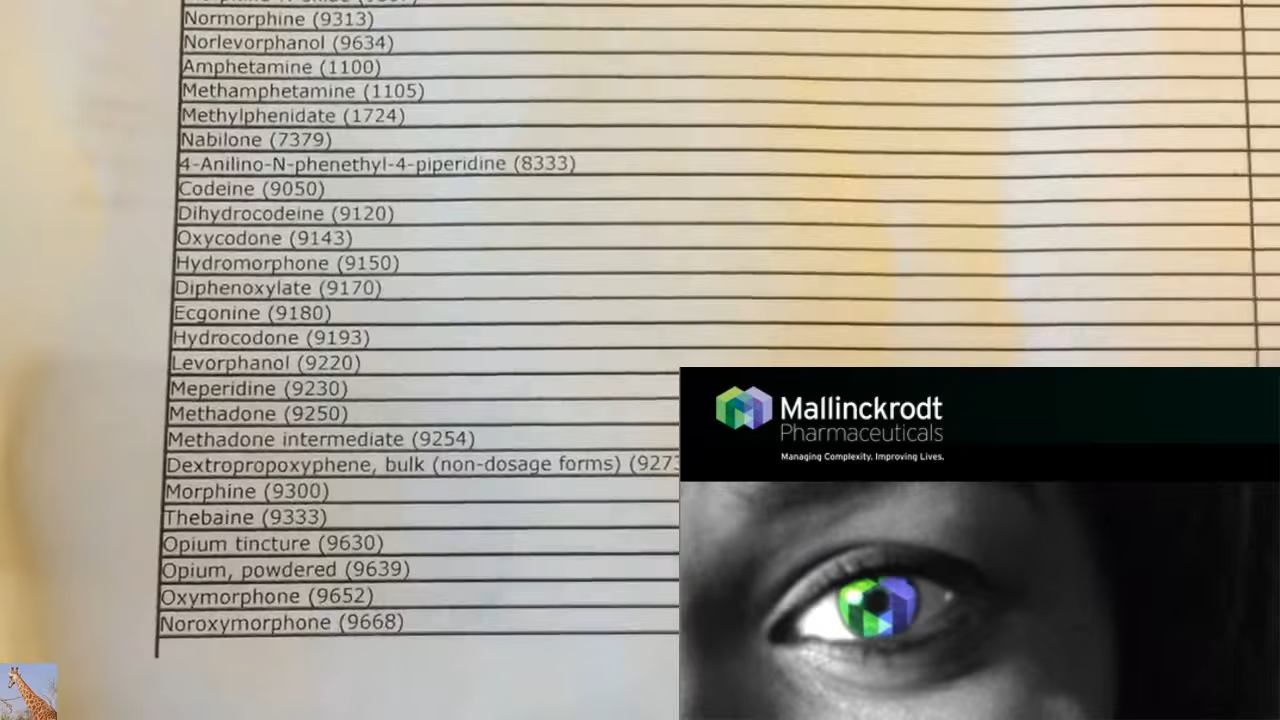 Normorphine (9313)
Norlevorphanol (9634)
Amphetamine (1100)
Methamphetamine (1105)
Methylphenidate (1724)
Nabilone (7379)
4-Anilino-N-phenethyl-4-piperidine (8333)
Codeine (9050)
Dihydrocodeine (9120)
Oxycodone (9143)
Hydromorphone (9150)
Diphenoxylate (9170)
Ecgonine (9180)
Hydrocodone (9193)
Levorphanol (9220)
Meperidine (9230)
Methadone (9250)
Methadone intermediate (9254)
Dextropropoxyphene, bulk (non-dosage forms) (9273
Morphine (9300)
Thebaine (9333)
Opium tincture (9630)
Opium, powdered (9639)
Oxymorphone (9652)
Noroxymorphone (9668)
Mallinckrodt
Pharmaceuticals
Managing Complexity. Improving Lives.